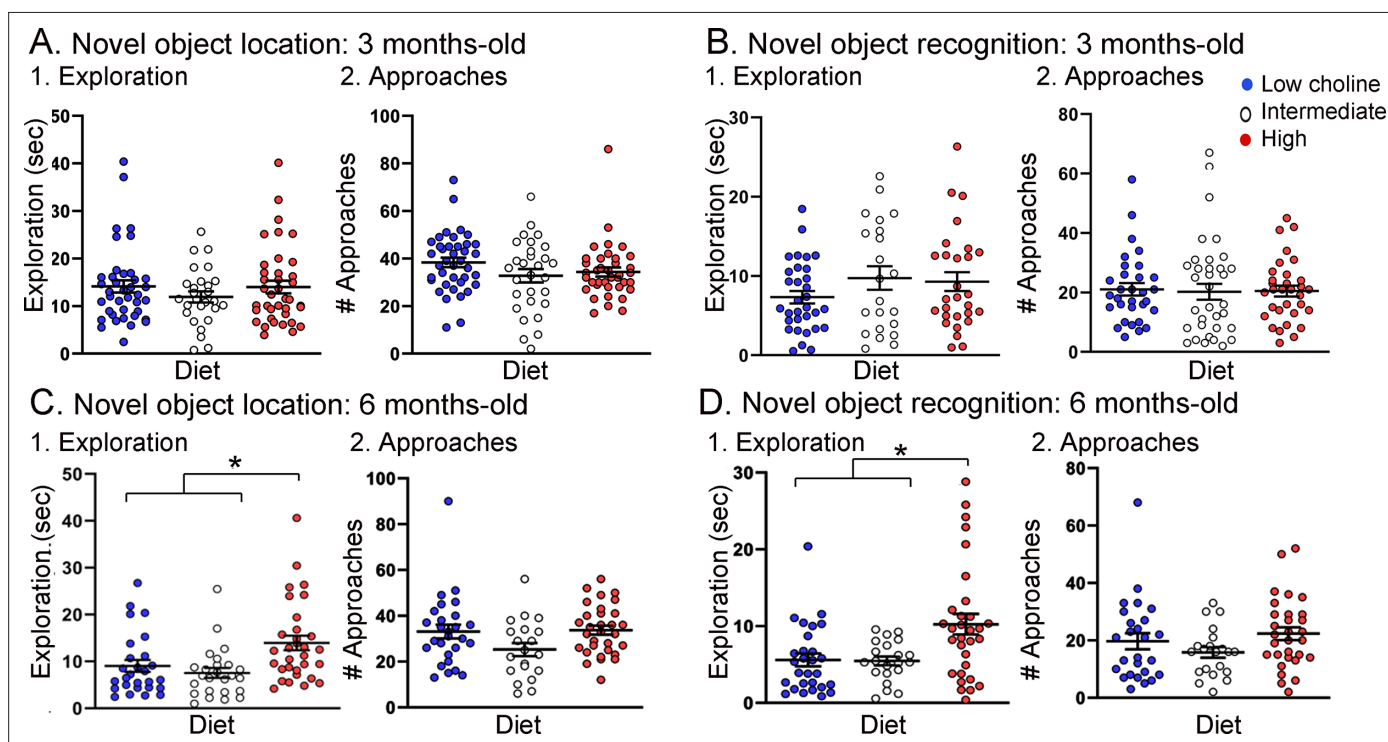 A. Novel object location: 3 months-old
1. Exploration
2. Approaches
Exploration (sec)
50
40
30
20
10
0
Diet
# Approaches
100
80
60
40
20
0
Diet
B. Novel object recognition: 3 months-old
1. Exploration
2. Approaches
Low choline
Intermediate
High
Exploration (sec)
30
20
10
0
Diet
# Approaches
80
60
40
20
0
Diet
C. Novel object location: 6 months-old
1. Exploration
2. Approaches
Exploration.(sec)
50
40
30
20
10
0
*
Diet
# Approaches
100
80
60
40
20
0
Diet
D. Novel object recognition: 6 months-old
1. Exploration
2. Approaches
Exploration (sec)
30
20
10
0
*
Diet
# Approaches
80
60
40
20
0
Diet